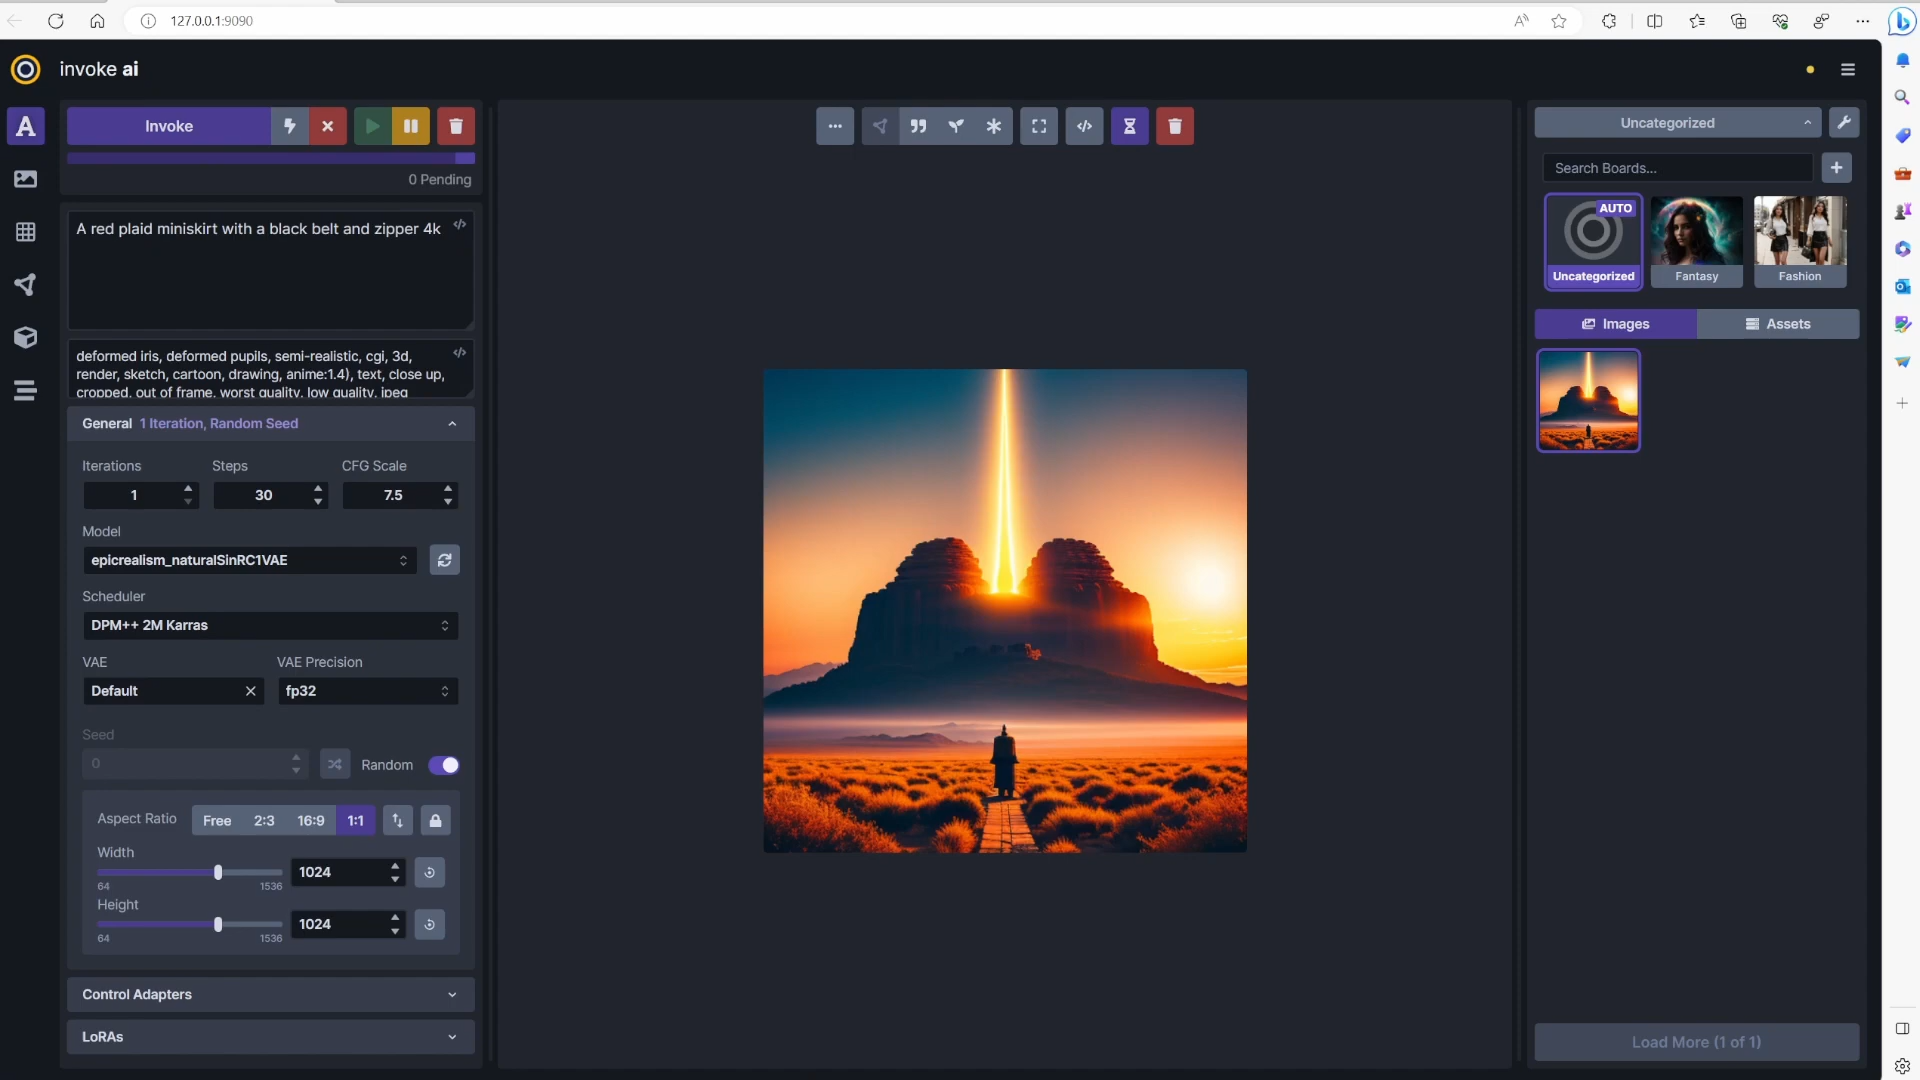 127.0.0.1:9090
invoke ai
Invoke
0 Pending
A red plaid miniskirt with a black belt and zipper 4k
deformed iris, deformed pupils, semi-realistic, cgi, 3d,
render, sketch, cartoon, drawing, anime:1.4), text, close up,
cropped, out of frame, worst quality, low quality, jpeg
General 1 Iteration, Random Seed
Iterations Steps CFG Scale
1 30 7.5
Model
epicrealism_naturalSinRC1VAE
Scheduler
DPM++ 2M Karras
VAE VAE Precision
Default fp32
Seed
0 Random
Aspect Ratio Free 2:3 16:9 1:1
Width
1024
64 1536
Height
1024
64 1536
Control Adapters
LoRAs
Uncategorized
Search Boards...
AUTO
Uncategorized Fantasy Fashion
Images Assets
Load More (1 of 1)